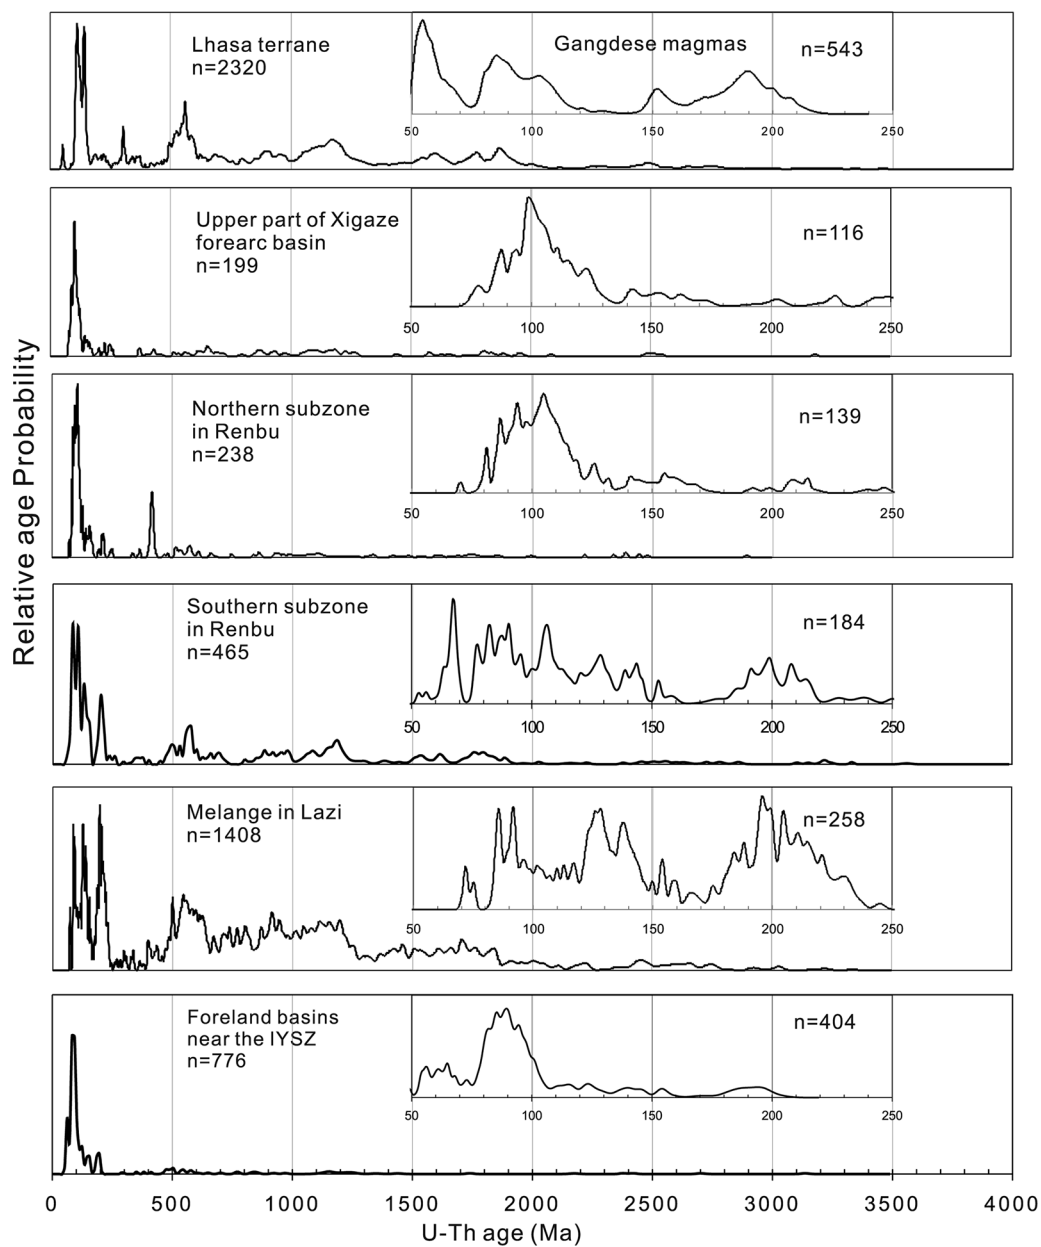 Relative age Probability
Lhasa terrane
n=2320
Gangdese magmas
n=543
50 100 150 200 250
Upper part of Xigaze
forearc basin
n=199
n=116
50 100 150 200 250
Northern subzone
in Renbu
n=238
n=139
50 100 150 200 250
Southern subzone
in Renbu
n=465
n=184
50 100 150 200 250
Melange in Lazi
n=1408
n=258
50 100 150 200 250
Foreland basins
near the IYSZ
n=776
n=404
50 100 150 200 250
0 500 1000 1500 2000 2500 3000 3500 4000
U-Th age (Ma)